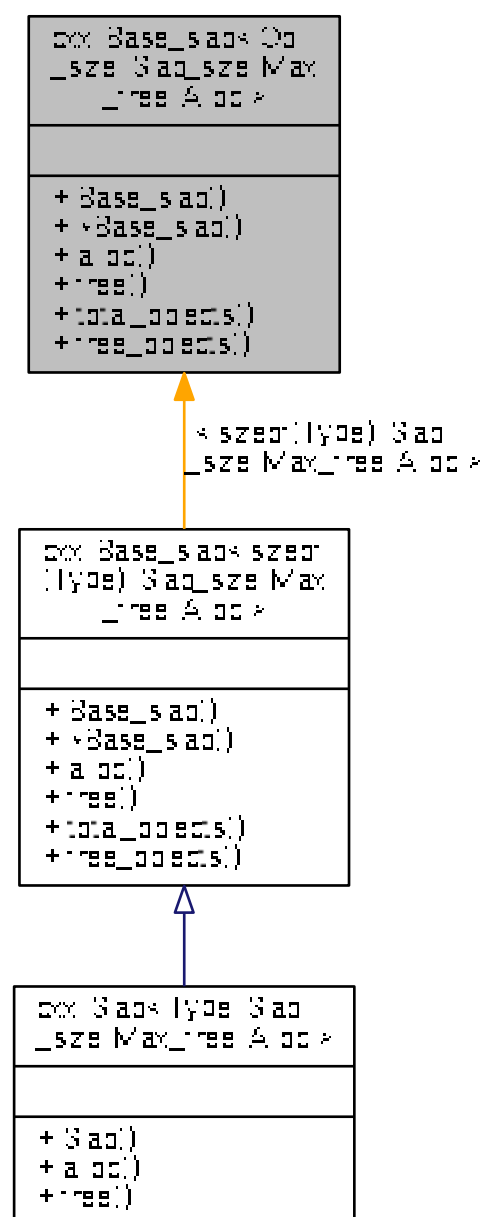 cxx::Base_slab< Obj
_size, Slab_size, Max
_free, Alloc >
+ Base_slab()
+ ~Base_slab()
+ alloc()
+ free()
+ total_objects()
+ free_objects()
< sizeof(Type), Slab
_size, Max_free, Alloc >
cxx::Base_slab< sizeof
(Type), Slab_size, Max
_free, Alloc >
+ Base_slab()
+ ~Base_slab()
+ alloc()
+ free()
+ total_objects()
+ free_objects()
cxx::Slab< Type, Slab
_size, Max_free, Alloc >
+ Slab()
+ alloc()
+ free()